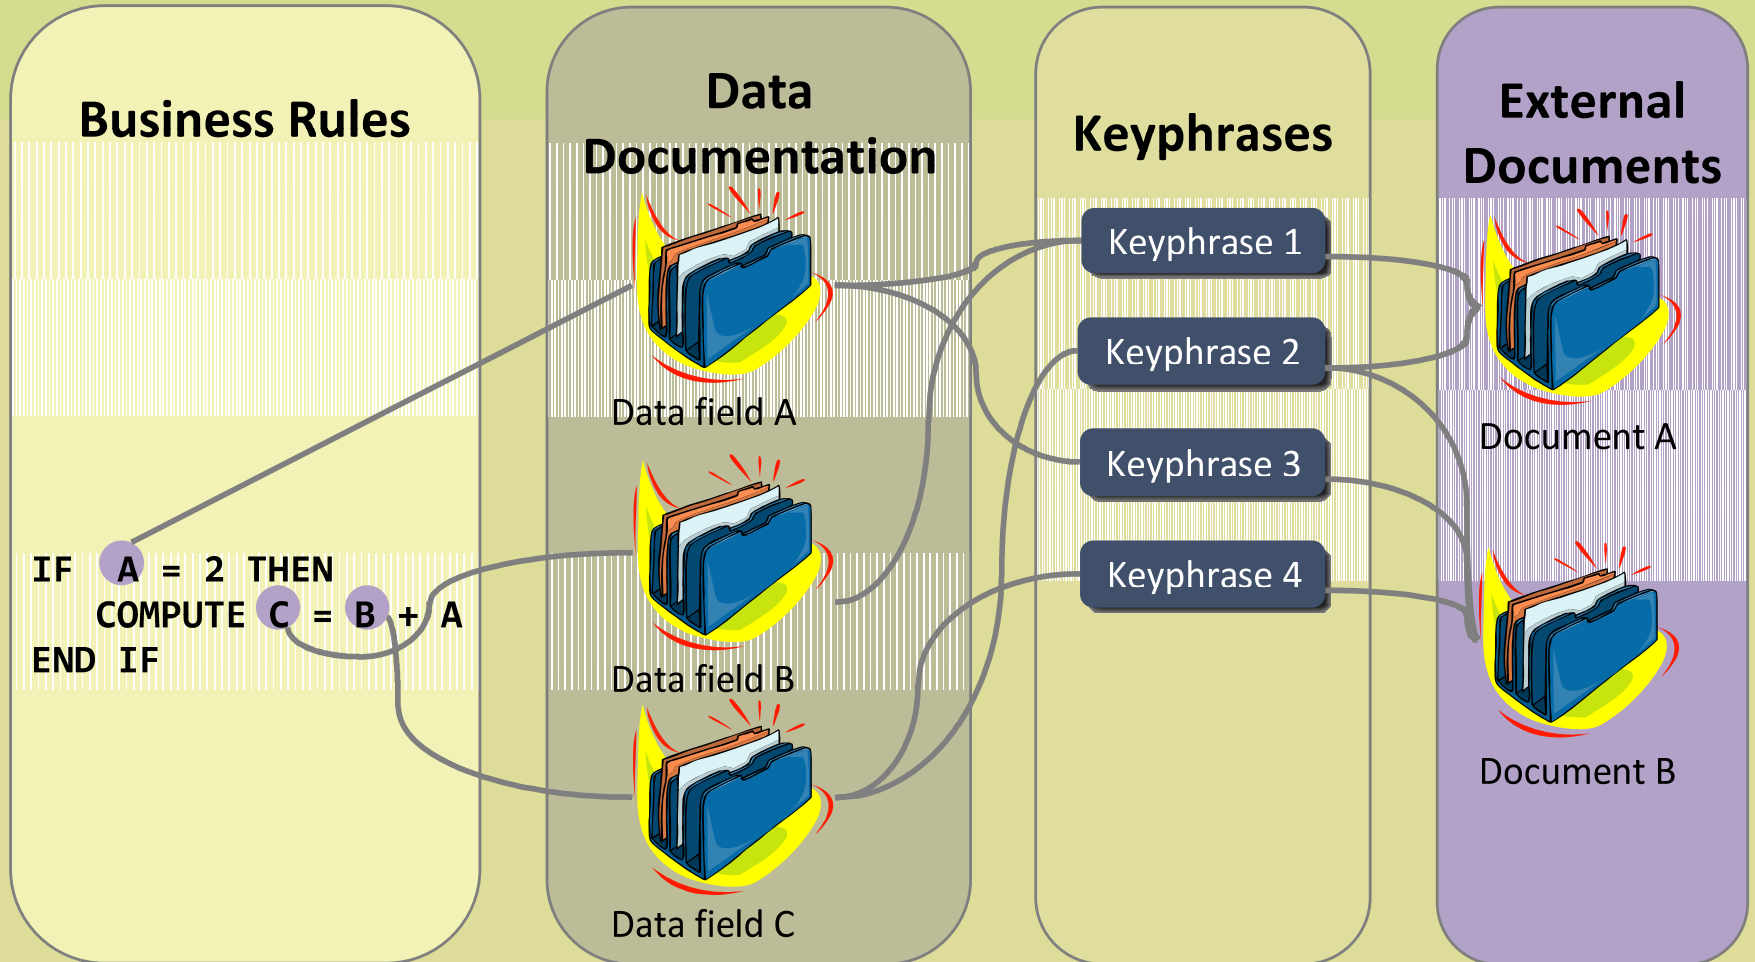 Business Rules
IF A = 2 THEN
COMPUTE C = B + A
END IF
Data
Documentation
Data field A
Data field B
Data field C
Keyphrases
Keyphrase 1
Keyphrase 2
Keyphrase 3
Keyphrase 4
External
Documents
Document A
Document B